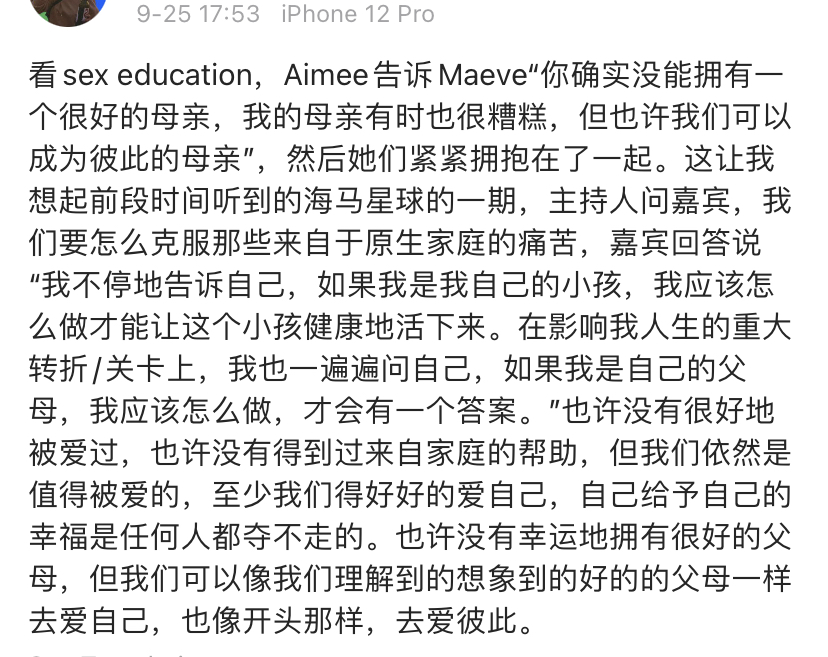 9-25 17:53 iPhone 12 Pro
看sex education，Aimee告诉Maeve“你确实没能拥有一
个很好的母亲，我的母亲有时也很糟糕，但也许我们可以
成为彼此的母亲”，然后她们紧紧拥抱在了一起。这让我
想起前段时间听到的海马星球的一期，主持人问嘉宾，我
们要怎么克服那些来自于原生家庭的痛苦，嘉宾回答说
“我不停地告诉自己，如果我是我自己的小孩，我应该怎
么做才能让这个小孩健康地活下来。在影响我人生的重大
转折/关卡上，我也一遍遍问自己，如果我是自己的父
母，我应该怎么做，才会有一个答案。”也许没有很好地
被爱过，也许没有得到过来自家庭的帮助，但我们依然是
值得被爱的，至少我们得好好的爱自己，自己给予自己的
幸福是任何人都夺不走的。也许没有幸运地拥有很好的父
母，但我们可以像我们理解到的想象到的好的的父母一样
去爱自己，也像开头那样，去爱彼此。